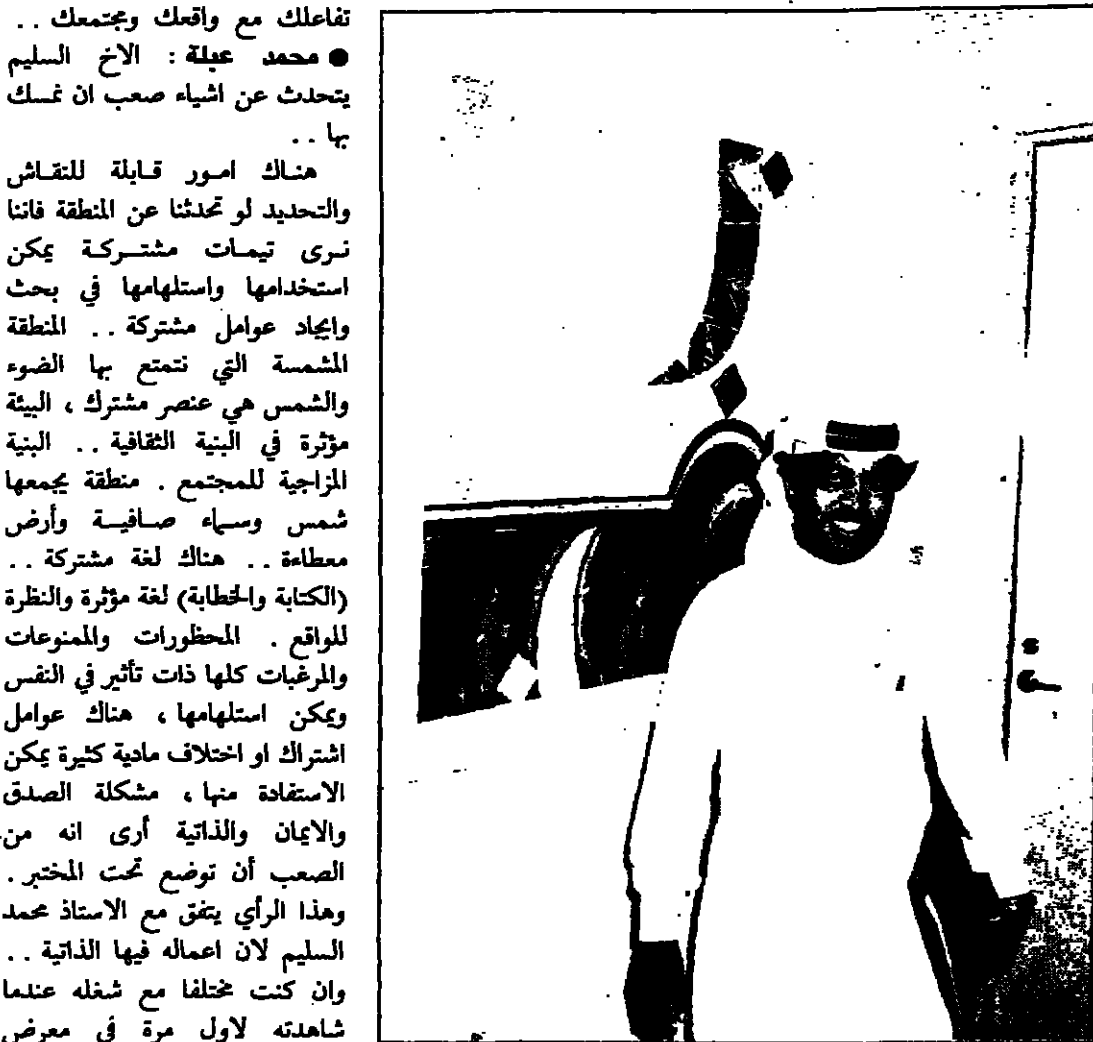 تفاعلك مع واقعك ومجتمعك . .
● محمد عبلة : الاخ السليم
يتحدث عن اشياء صعب ان نمسك
بها . .
هناك امور قابلة للنقاش
والتحديد لو تحدثنا عن المنطقة فاننا
نرى تيمات مشتركة يمكن
استخدامها واستلهامها في بحث
وايجاد عوامل مشتركة . . المنطقة
المشمسة التي نتمتع بها الضوء
والشمس هي عنصر مشترك ، البيئة
مؤثرة في البنية الثقافية . . البنية
المزاجية للمجتمع . منطقة يجمعها
شمس وسماء صافية وأرض
معطاءة . . هناك لغة مشتركة . .
(الكتابة والخطابة) لغة مؤثرة والنظرة
للواقع . المحظورات والممنوعات
والمرغبات كلها ذات تأثير في النفس
ويمكن استلهامها ، هناك عوامل
اشتراك او اختلاف مادية كثيرة يمكن
الاستفادة منها ، مشكلة الصدق
والايمان والذاتية أرى انه من
الصعب أن توضع تحت المختبر .
وهذا الرأي يتفق مع الاستاذ محمد
السليم لان اعماله فيها الذاتية . .
وان كنت مختلفا مع شغله عندما
شاهدته لاول مرة في معرض